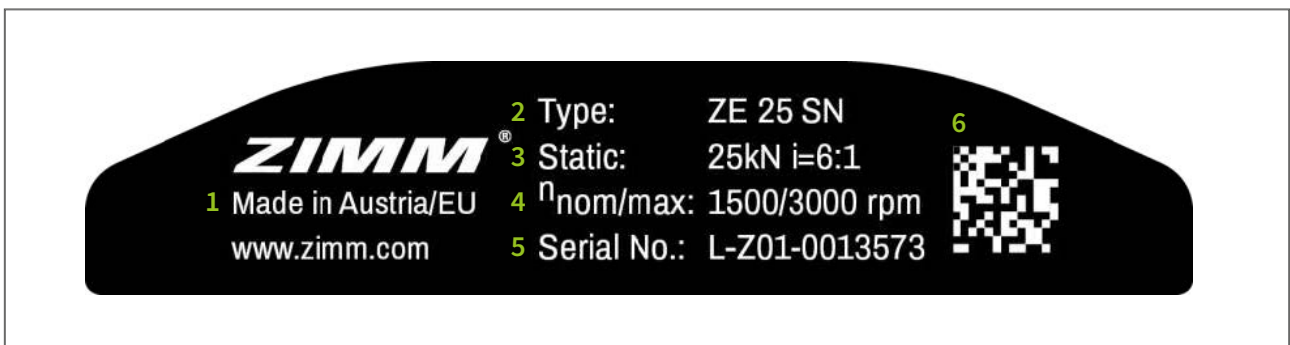 ZIMM®
1 Made in Austria/EU
www.zimm.com
2 Type: ZE 25 SN
3 Static: 25kN i=6:1
4 nnom/max: 1500/3000 rpm
5 Serial No.: L-Z01-0013573
6